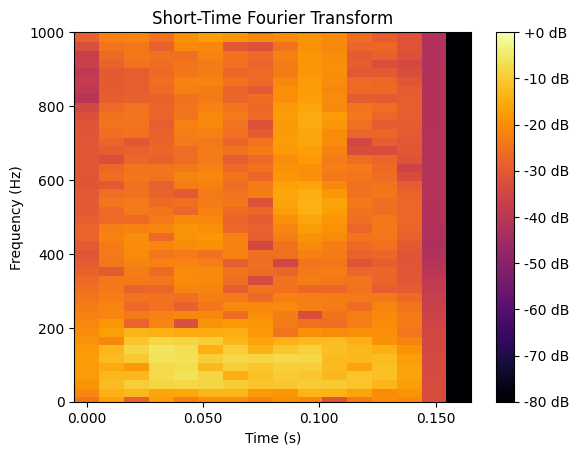 Short-Time Fourier Transform
Frequency (Hz)
1000
800
600
400
200
0
0.000
0.050
0.100
0.150
Time (s)
+0 dB
-10 dB
-20 dB
-30 dB
-40 dB
-50 dB
-60 dB
-70 dB
-80 dB